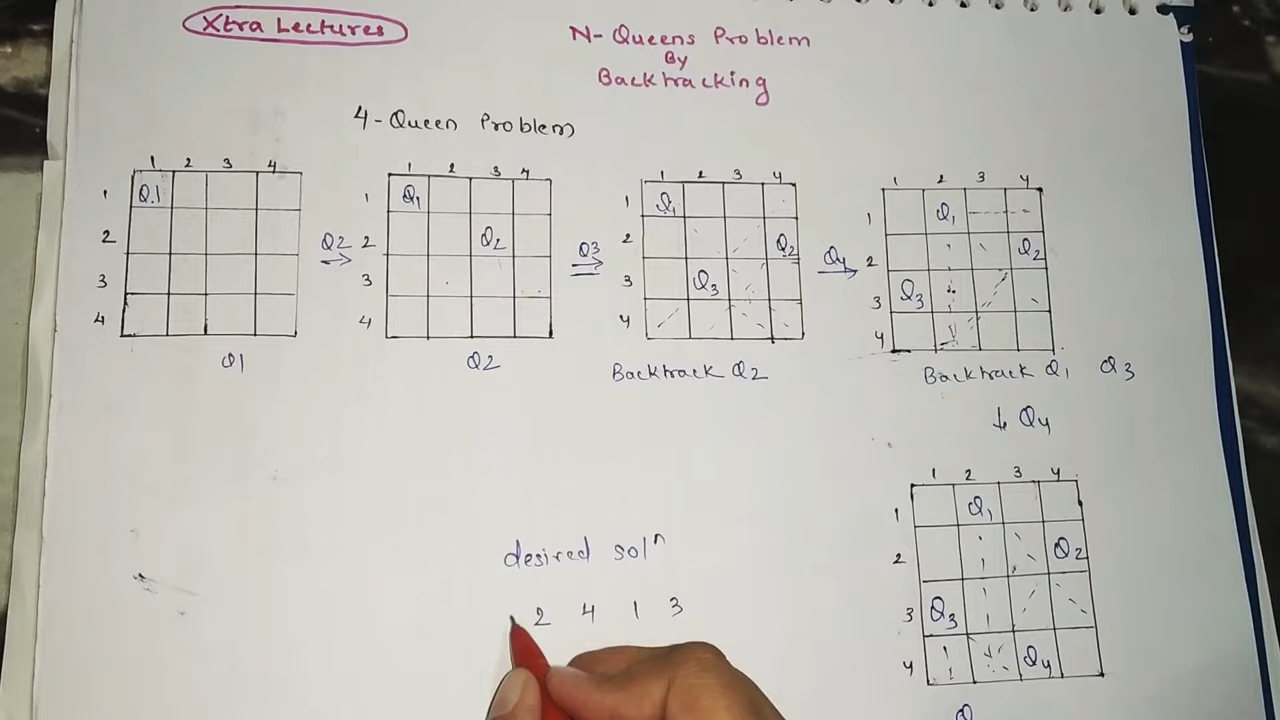 Xtra Lectures
N-Queens Problem
By
Backtracking
4-Queen Problem
1 2 3 4
1 Q1
2
3
4
Q1
Q2
1 2 3 4
1 Q1
2 Q2
3
4
Q2
Q3
1 2 3 4
1 Q1
2 Q2
3 Q3
4
Backtrack Q2
Q4
1 2 3 4
1 Q1
2 Q2
3 Q3
4
Backtrack Q1 Q3
↓ Q4
1 2 3 4
1 Q1
2 Q2
3 Q3
4 Q4
desired solⁿ
2 4 1 3